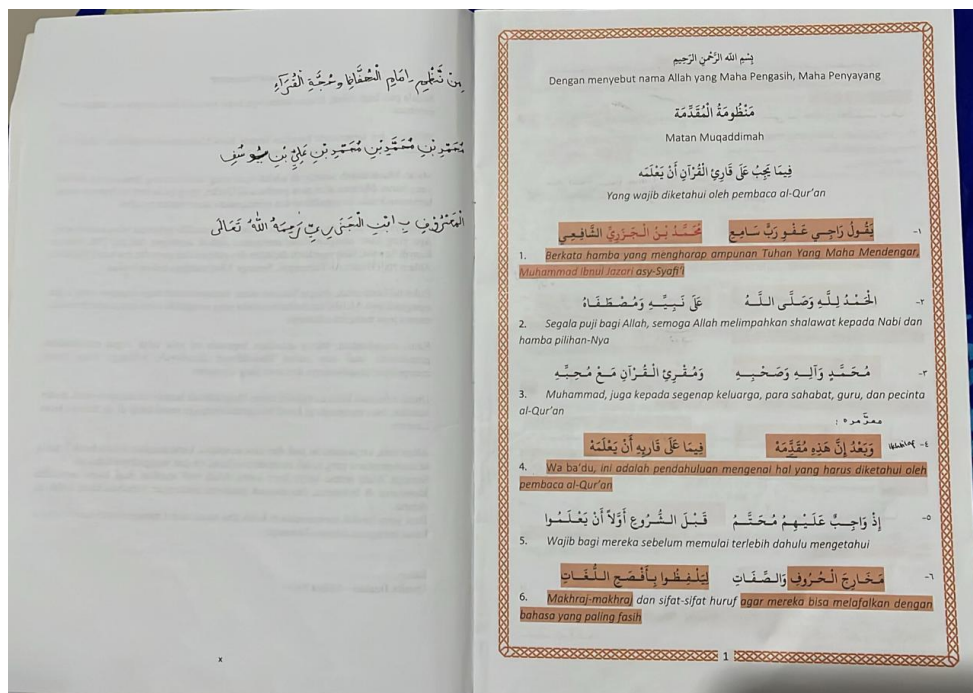 مِنْ نَّظْمِ إِمَامِ الْحُفَّاظِ وَحُجَّةِ الْقُرَّآءِ
مُحَمَّدِ بْنِ مُحَمَّدِ بْنِ مُحَمَّدِ بْنِ عَلِيِّ بْنِ يُوسُفِ
الْمَعْرُوْفِ بِ ابْنِ الْجَزَرِيِّ رَحِمَهُ اللهُ تَعَالَى
x
بِسْمِ اللهِ الرَّحْمٰنِ الرَّحِيْمِ
Dengan menyebut nama Allah yang Maha Pengasih, Maha Penyayang
مَنْظُومَةُ الْمُقَدِّمَة
Matan Muqaddimah
فِيمَا يَجِبُ عَلَى قَارِئِ الْقُرْآنِ أَنْ يَعْلَمَه
Yang wajib diketahui oleh pembaca al-Qur'an
١- يَقُولُ رَاجِي عَفْوِ رَبٍّ سَامِعِ مُحَمَّدُ بْنُ الْجَزَرِيِّ الشَّافِعِي
1. Berkata hamba yang mengharap ampunan Tuhan Yang Maha Mendengar,
Muhammad ibnul Jazari asy-Syafi'i
٢- الْحَمْدُ لِلَّهِ وَصَلَّى اللَّهُ عَلَى نَبِيِّهِ وَمُصْطَفَاهُ
2. Segala puji bagi Allah, semoga Allah melimpahkan shalawat kepada Nabi dan
hamba pilihan-Nya
٣- مُحَمَّدٍ وَآلِهِ وَصَحْبِهِ وَمُقْرِئِ الْقُرْآنِ مَعْ مُحِبِّهِ
3. Muhammad, juga kepada segenap keluarga, para sahabat, guru, dan pecinta
al-Qur'an
٤- وَبَعْدُ إِنَّ هَذِهِ مُقَدِّمَهْ فِيمَا عَلَى قَارِئِهِ أَنْ يَعْلَمَهْ
4. Wa ba'du, ini adalah pendahuluan mengenai hal yang harus diketahui oleh
pembaca al-Qur'an
٥- إِذْ وَاجِبٌ عَلَيْهِمُ مُحَتَّمُ قَبْلَ الشُّرُوعِ أَوَّلاً أَنْ يَعْلَمُوا
5. Wajib bagi mereka sebelum memulai terlebih dahulu mengetahui
٦- مَخَارِجَ الْحُرُوفِ وَالصِّفَاتِ لِيَلْفِظُوا بِأَفْصَحِ اللُّغَاتِ
6. Makhraj-makhraj dan sifat-sifat huruf agar mereka bisa melafalkan dengan
bahasa yang paling fasih
1